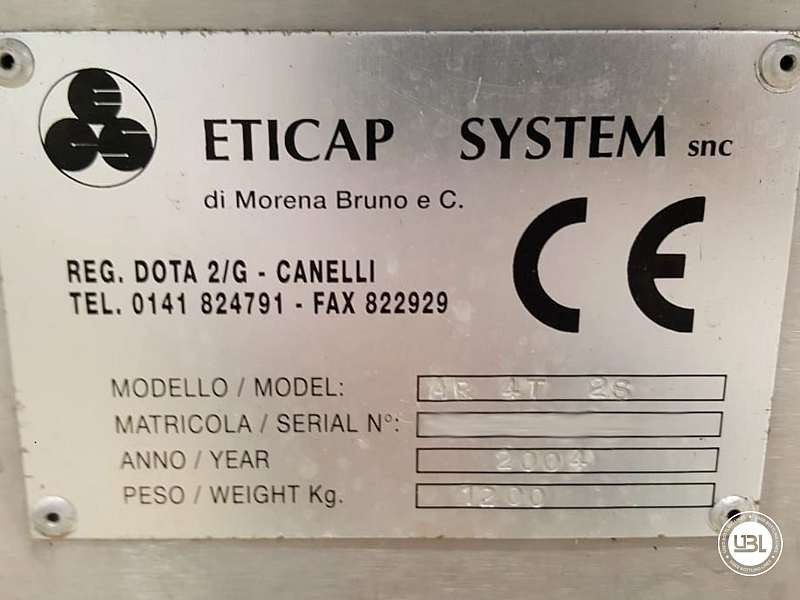 E
C S
ETICAP SYSTEM snc
di Morena Bruno e C.
CE
REG. DOTA 2/G - CANELLI
TEL. 0141 824791 - FAX 822929
MODELLO / MODEL: AR 4T 2S
MATRICOLA / SERIAL N°:
ANNO / YEAR 2004
PESO / WEIGHT Kg. 1200
UBL